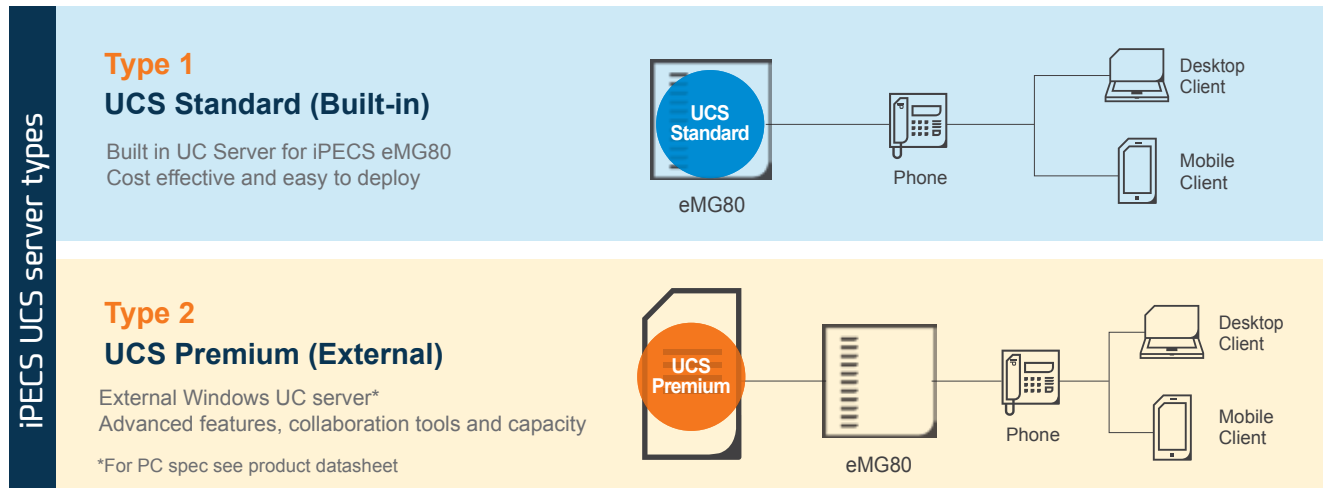 iPECS UCS server types
Type 1
UCS Standard (Built-in)
Built in UC Server for iPECS eMG80
Cost effective and easy to deploy
UCS
Standard
eMG80
Phone
Desktop
Client
Mobile
Client
Type 2
UCS Premium (External)
External Windows UC server*
Advanced features, collaboration tools and capacity
*For PC spec see product datasheet
UCS
Premium
eMG80
Phone
Desktop
Client
Mobile
Client